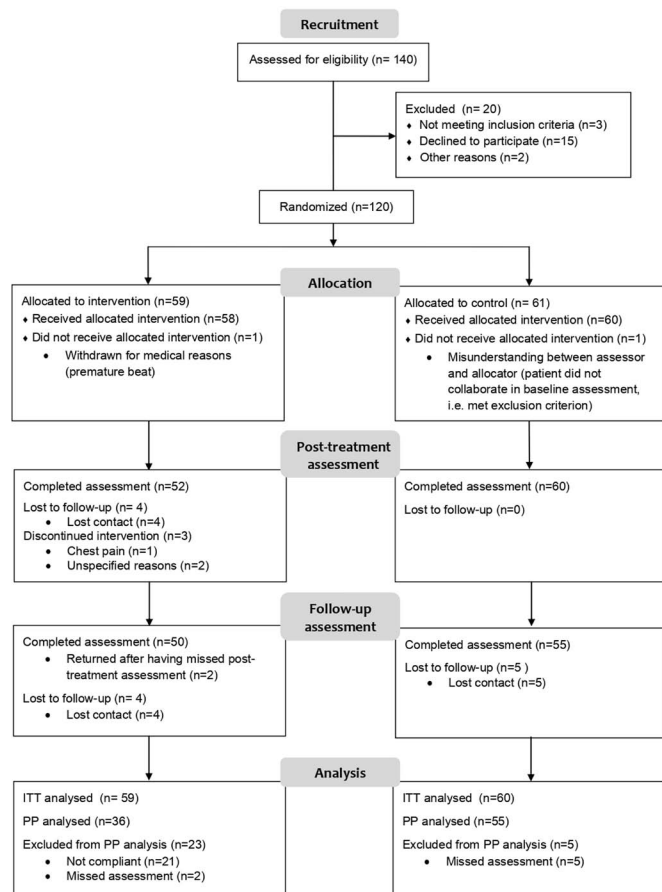 Recruitment
Assessed for eligibility (n= 140)
Excluded (n= 20)
♦ Not meeting inclusion criteria (n=3)
♦ Declined to participate (n=15)
♦ Other reasons (n=2)
Randomized (n=120)
Allocation
Allocated to intervention (n=59)
♦ Received allocated intervention (n=58)
♦ Did not receive allocated intervention (n=1)
• Withdrawn for medical reasons
(premature beat)
Allocated to control (n= 61)
♦ Received allocated intervention (n=60)
♦ Did not receive allocated intervention (n=1)
• Misunderstanding between assessor
and allocator (patient did not
collaborate in baseline assessment,
i.e. met exclusion criterion)
Post-treatment
assessment
Completed assessment (n=52)
Lost to follow-up (n= 4)
• Lost contact (n=4)
Discontinued intervention (n=3)
• Chest pain (n=1)
• Unspecified reasons (n=2)
Completed assessment (n=60)
Lost to follow-up (n=0)
Follow-up
assessment
Completed assessment (n=50)
• Returned after having missed post-
treatment assessment (n=2)
Lost to follow-up (n= 4)
• Lost contact (n=4)
Completed assessment (n=55)
Lost to follow-up (n=5 )
• Lost contact (n=5)
Analysis
ITT analysed (n= 59)
PP analysed (n=36)
Excluded from PP analysis (n=23)
• Not compliant (n=21)
• Missed assessment (n=2)
ITT analysed (n=60)
PP analysed (n=55)
Excluded from PP analysis (n=5)
• Missed assessment (n=5)